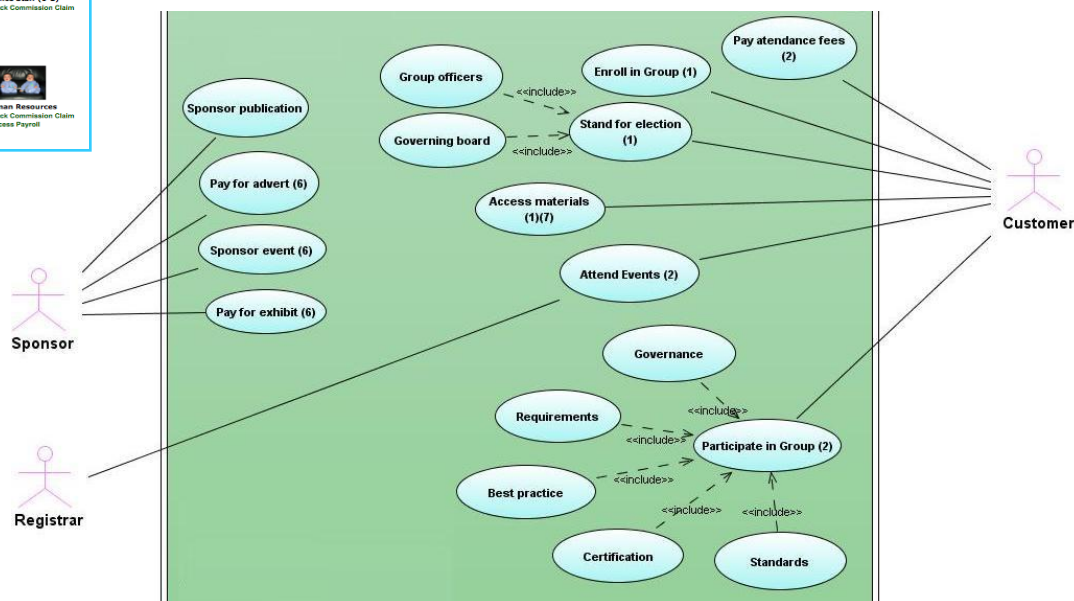 ck Commission Claim
man Resources
ck Commission Claim
cess Payroll
Sponsor publication
Pay for advert (6)
Sponsor event (6)
Pay for exhibit (6)
Sponsor
Registrar
Group officers
Governing board
<<include>>
<<include>>
Enroll in Group (1)
Stand for election
(1)
Pay atendance fees
(2)
Access materials
(1)(7)
Attend Events (2)
Customer
Governance
Requirements
Best practice
Certification
Standards
<<include>>
<<include>>
<<include>>
<<include>>
<<include>>
Participate in Group (2)